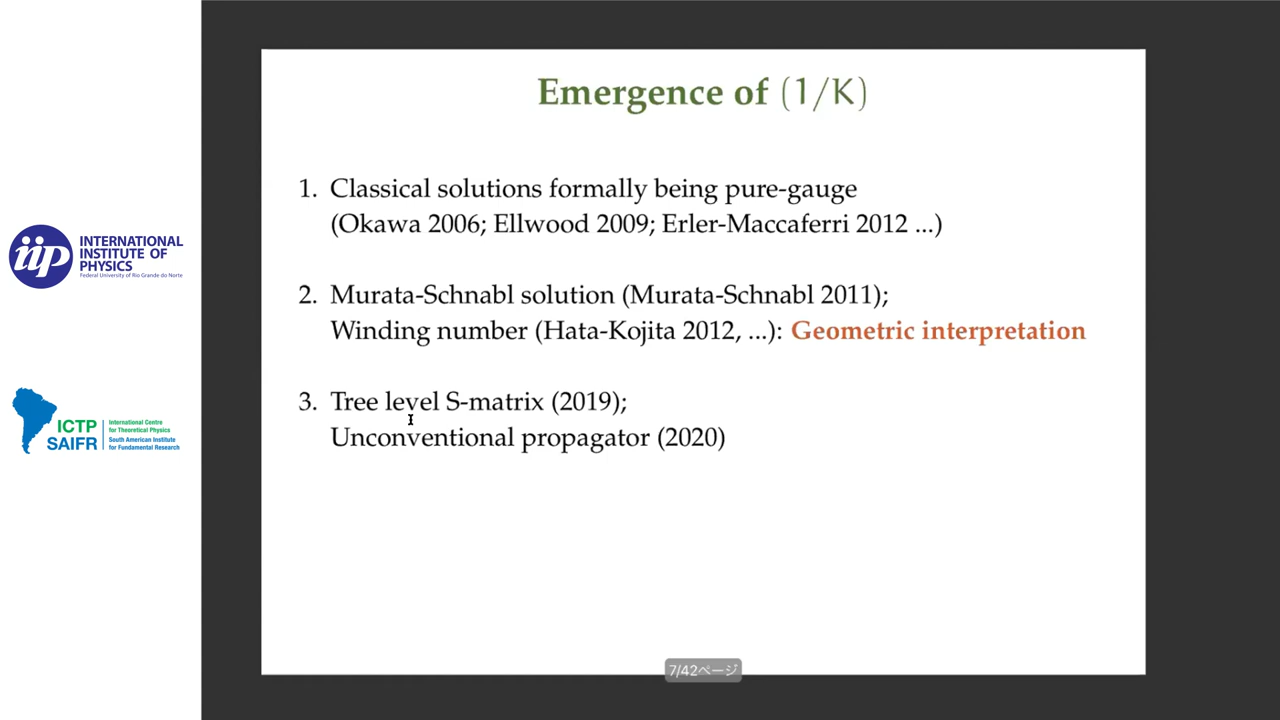 Emergence of (1/K)
1. Classical solutions formally being pure-gauge
(Okawa 2006; Ellwood 2009; Erler-Maccaferri 2012 ...)
2. Murata-Schnabl solution (Murata-Schnabl 2011);
Winding number (Hata-Kojita 2012, ...): Geometric interpretation
3. Tree level S-matrix (2019);
Unconventional propagator (2020)
7/42ページ
iip
INTERNATIONAL
INSTITUTE OF
PHYSICS
Federal University of Rio Grande do Norte
ICTP
SAIFR
International Centre
for Theoretical Physics
South American Institute
for Fundamental Research